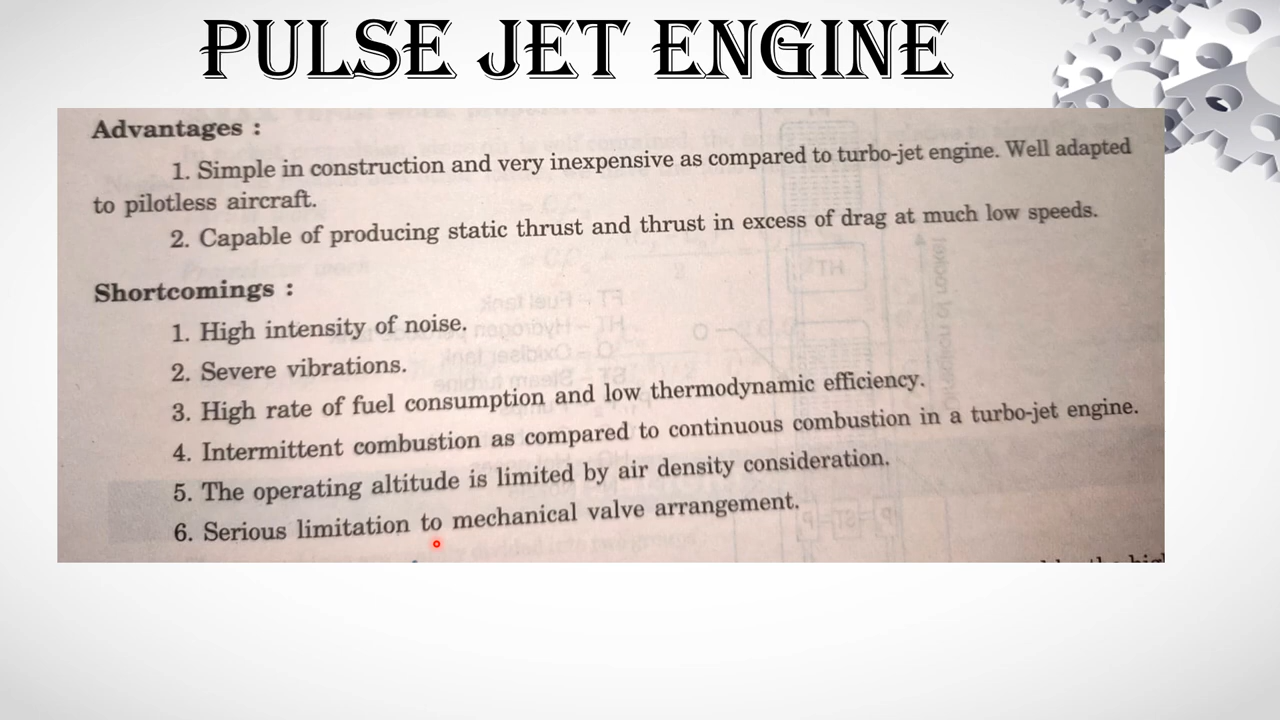 PULSE JET ENGINE
Advantages :
1. Simple in construction and very inexpensive as compared to turbo-jet engine. Well adapted
to pilotless aircraft.
2. Capable of producing static thrust and thrust in excess of drag at much low speeds.
Shortcomings :
1. High intensity of noise.
2. Severe vibrations.
3. High rate of fuel consumption and low thermodynamic efficiency.
4. Intermittent combustion as compared to continuous combustion in a turbo-jet engine.
5. The operating altitude is limited by air density consideration.
6. Serious limitation to mechanical valve arrangement.